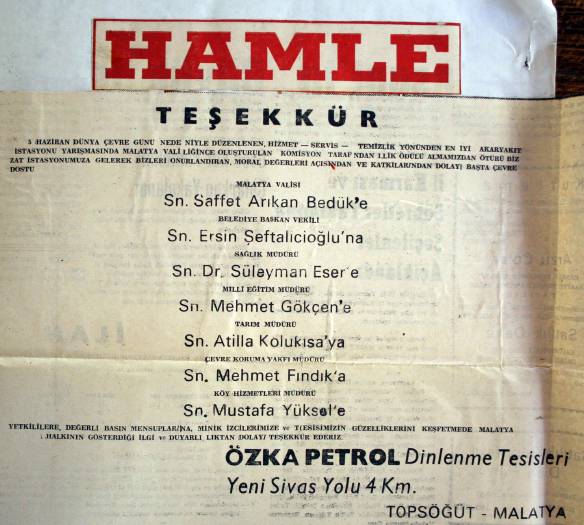 HAMLE
TEŞEKKÜR
5 HAZİRAN DÜNYA ÇEVRE GUNU NEDE NİYLE DÜZENLENEN, HİZMET — SERVİS — TEMİZLİK YÖNÜNDEN EN İYİ AKARYAKIT
İSTASYONU YARIŞMASINDA MALATYA VALİ LİĞİNCE OLUŞTURULAN KOMİSYON TARAFINDAN LLİK ÖDÜLÜ ALMAMIZDAN ÖTÜRÜ BİZ
ZAT İSTASYONUMUZA GELEREK BİZLERİ ONURLANDIRAN, MORAL DEĞERLERİ AÇISINDAN VE KATKILARINDAN DOLAYI BAŞTA ÇEVRE
DOSTU
MALATYA VALİSİ
Sn. Saffet Arıkan Bedük'e
BELEDİYE BAŞKAN VEKİLİ
Sn. Ersin Şeftalicioğlu'na
SAĞLIK MÜDÜRÜ
Sn. Dr. Süleyman Eser'e
MİLLİ EĞİTİM MÜDÜRÜ
Sn. Mehmet Gökçen'e
TARIM MÜDÜRÜ
Sn. Atilla Kolukısa'ya
ÇEVRE KORUMA VAKFI MÜDÜRÜ
Sn. Mehmet Fındık'a
KÖY HİZMETLERİ MÜDÜRÜ
Sn. Mustafa Yüksel'e
YETKİLİLERE, DEĞERLİ BASIN MENSUPLARINA, MİNİK İZCİLERİMİZE ve TESİSİMİZİN GÜZELLİKLERİNİ KEŞFETMEDE MALATYA
HALKININ GÖSTERDİĞİ İLGİ ve DUYARLI LIKTAN DOLAYI TEŞEKKÜR EDERİZ
ÖZKA PETROL Dinlenme Tesisleri
Yeni Sivas Yolu 4 Km.
TOPSÖĞÜT - MALATYA